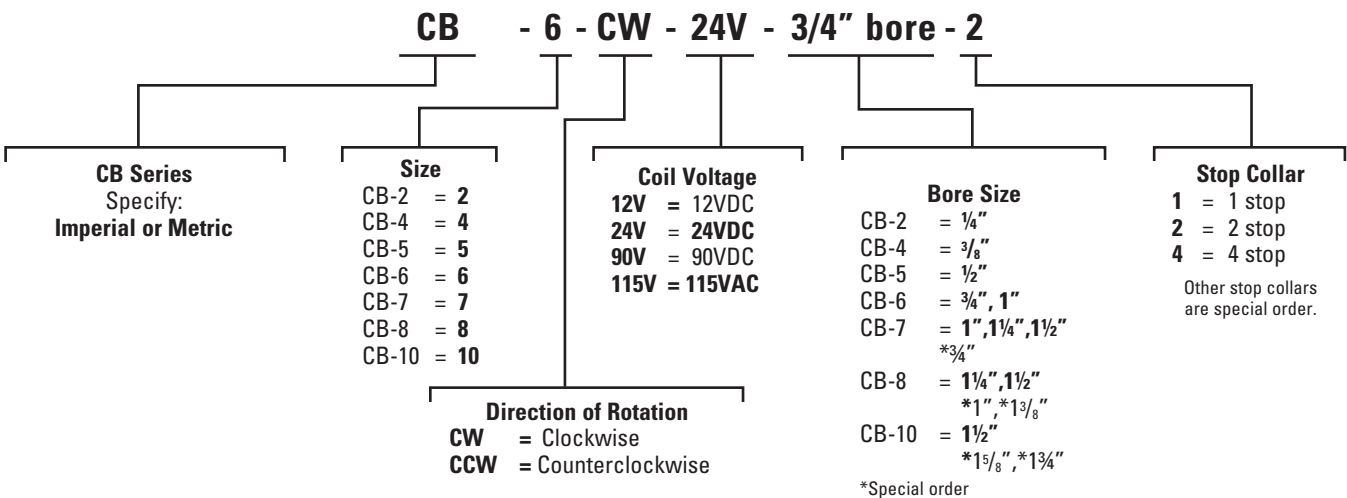 CB - 6 - CW - 24V - 3/4" bore - 2
CB Series
Specify:
Imperial or Metric
Size
CB-2 = 2
CB-4 = 4
CB-5 = 5
CB-6 = 6
CB-7 = 7
CB-8 = 8
CB-10 = 10
Direction of Rotation
CW = Clockwise
CCW = Counterclockwise
Coil Voltage
12V = 12VDC
24V = 24VDC
90V = 90VDC
115V = 115VAC
Bore Size
CB-2 = ¼"
CB-4 = 3/8"
CB-5 = ½"
CB-6 = ¾", 1"
CB-7 = 1",1¼",1½"
*¾"
CB-8 = 1¼",1½"
*1",*13/8"
CB-10 = 1½"
*15/8",*1¾"
*Special order
Stop Collar
1 = 1 stop
2 = 2 stop
4 = 4 stop
Other stop collars
are special order.